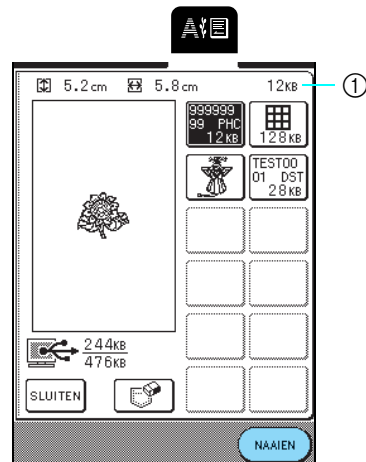 A
5.2cm 5.8cm 12KB
①
999999
99 PHC
12KB
128KB
TEST00
01 DST
28KB
244KB
476KB
SLUITEN
NAAIEN